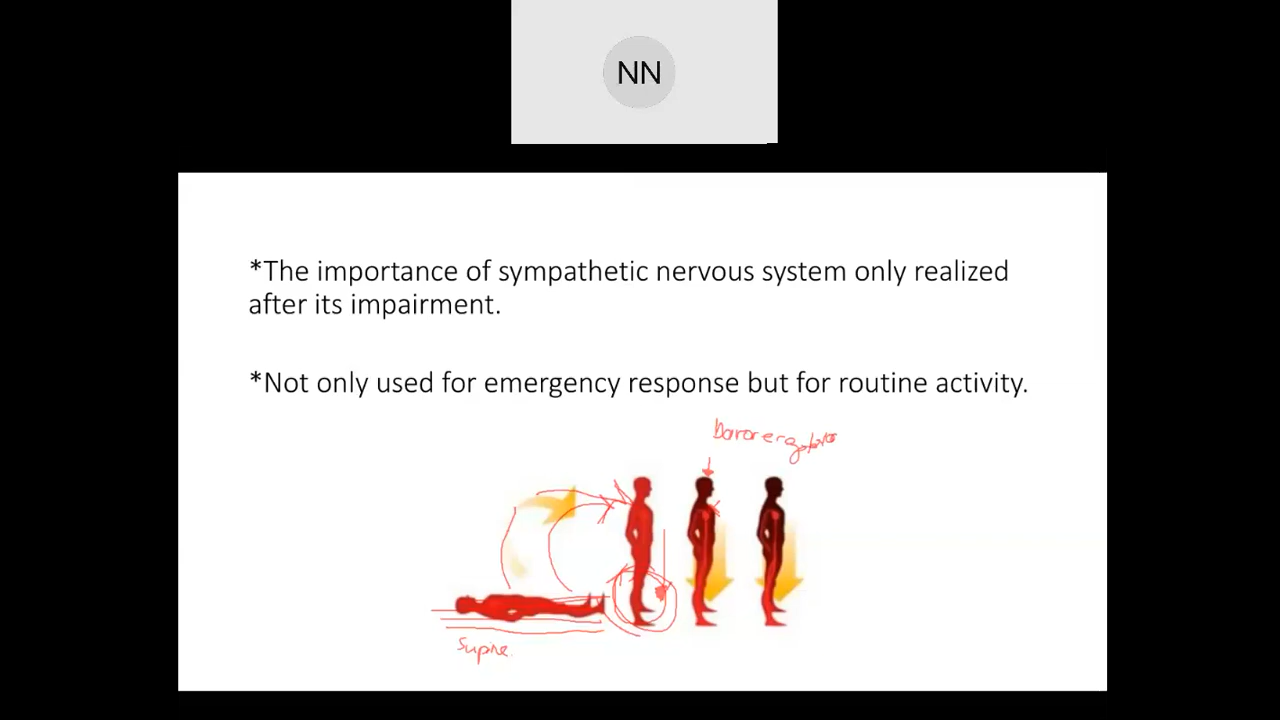 NN
*The importance of sympathetic nervous system only realized
after its impairment.
*Not only used for emergency response but for routine activity.
Supine.